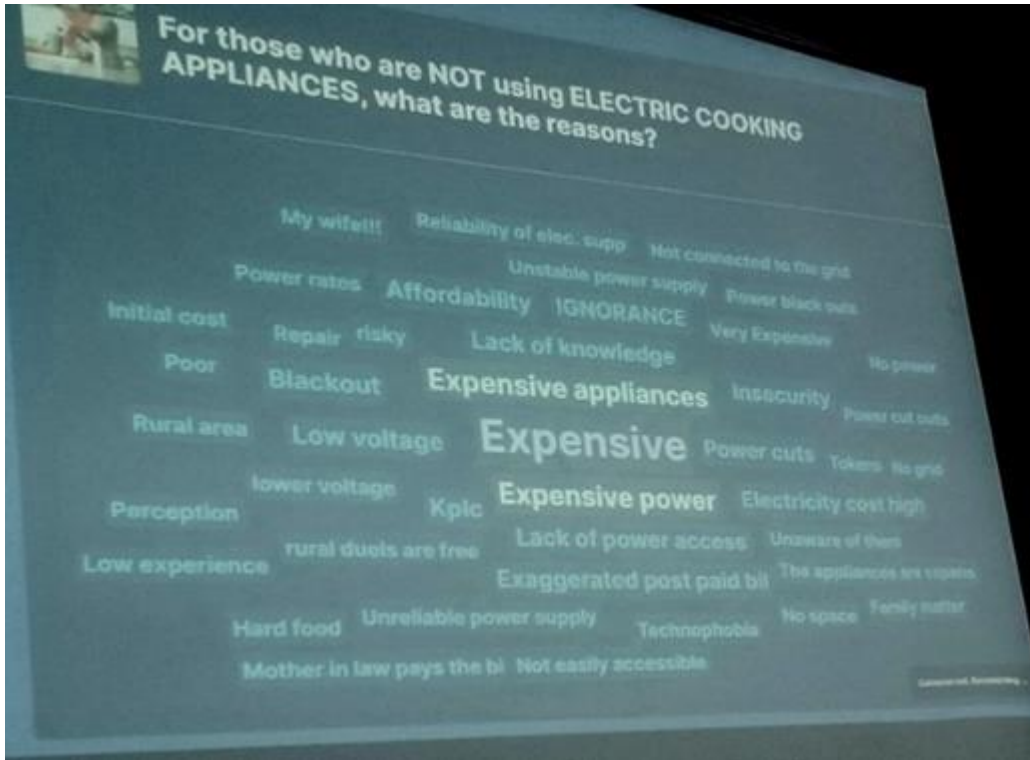 For those who are NOT using ELECTRIC COOKING
APPLIANCES, what are the reasons?
My wife!!! Reliability of elec. supp Not connected to the grid
Power rates Affordability Unstable power supply IGNORANCE Power black outs
Initial cost Repair risky Lack of knowledge Very Expensive No power
Poor Blackout Expensive appliances Insecurity Power cut outs
Rural area Low voltage Expensive Power cuts Tokens No grid
lower voltage Kplc Expensive power Electricity cost high
Perception rural duels are free Lack of power access Unaware of them
Low experience Exaggerated post paid bil The appliances are
Hard food Unreliable power supply Technophobia No space Family matter
Mother in law pays the bi Not easily accessible